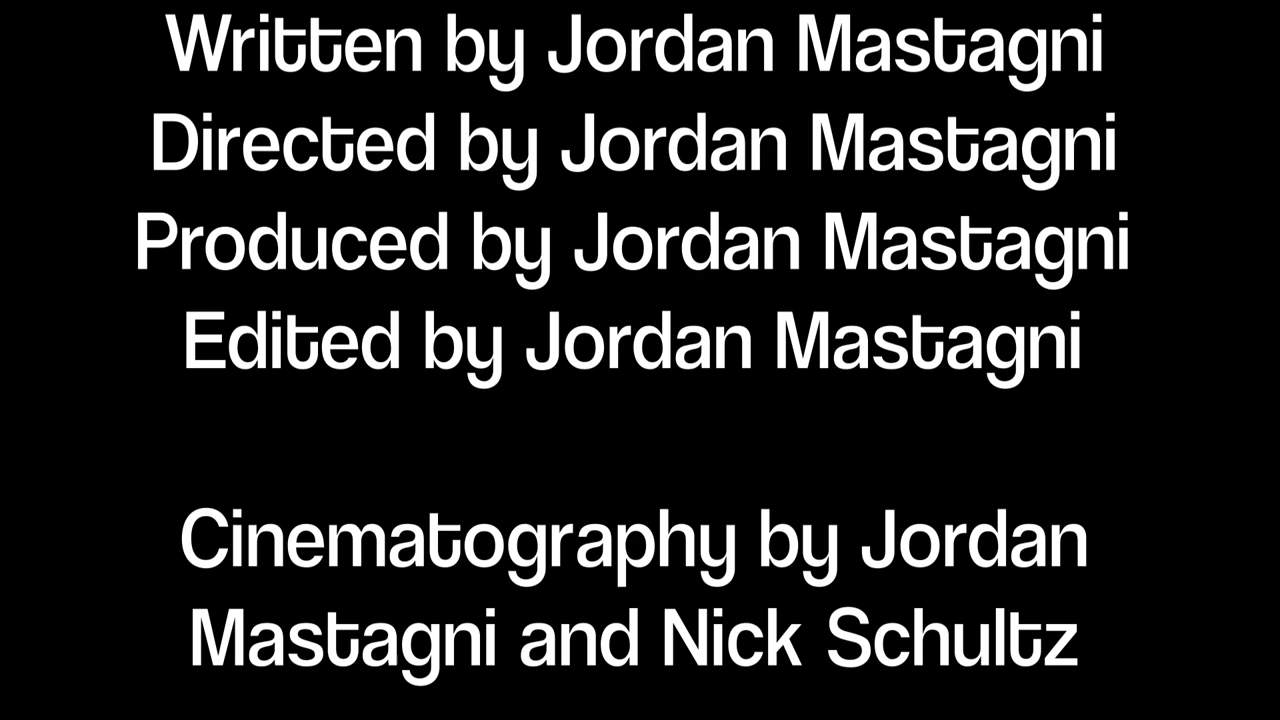 Written by Jordan Mastagni
Directed by Jordan Mastagni
Produced by Jordan Mastagni
Edited by Jordan Mastagni
Cinematography by Jordan
Mastagni and Nick Schultz